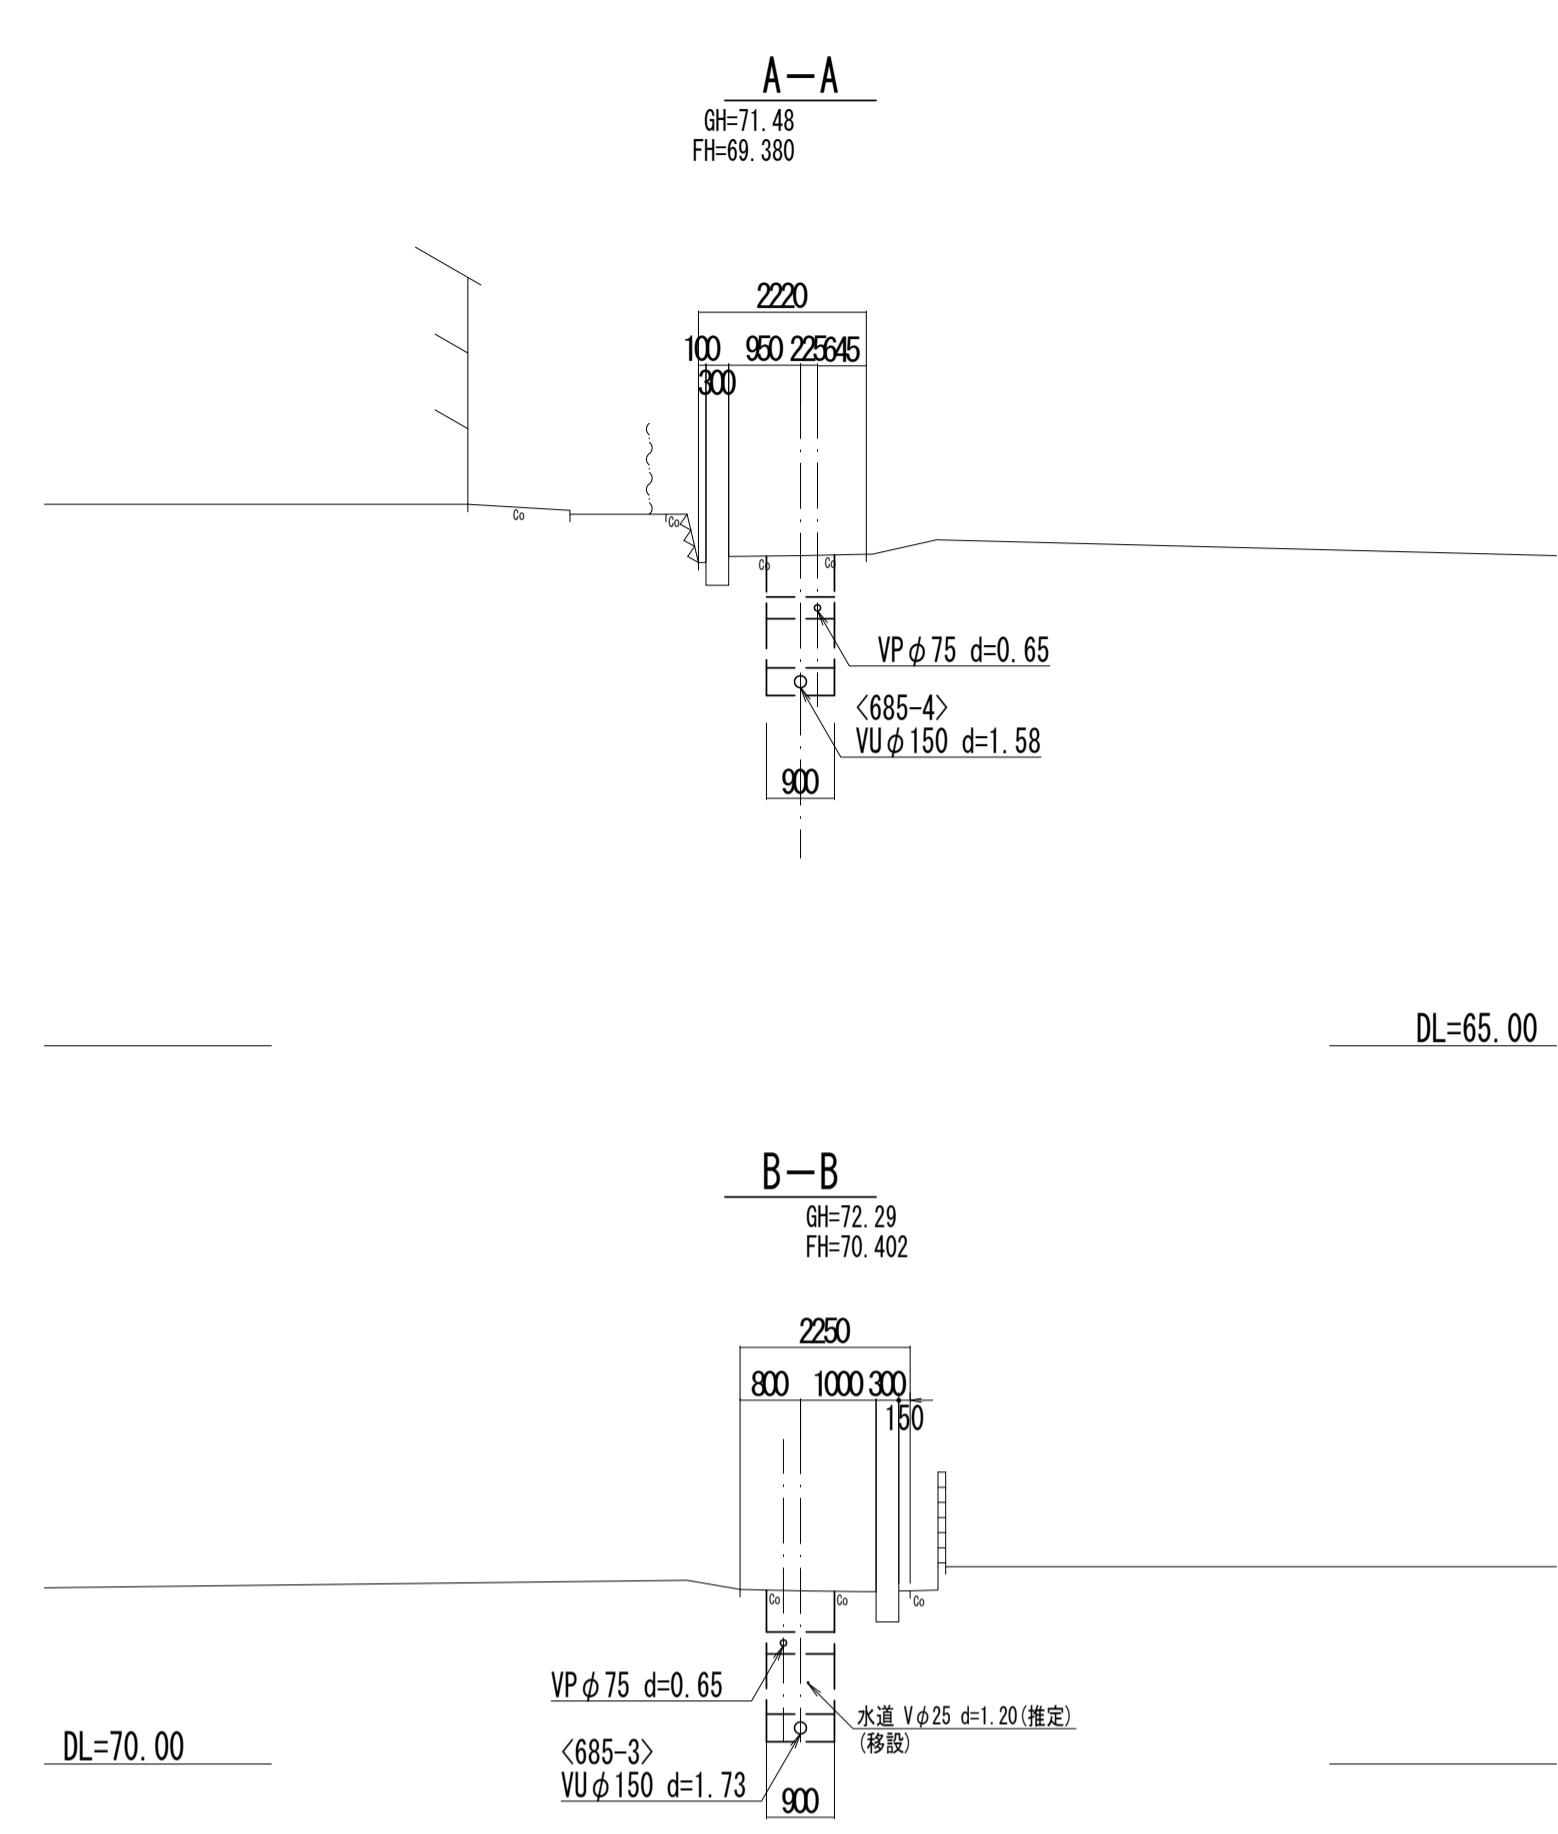 A—A
GH=71.48
FH=69.380
2220
100 950 225 645
300
Co
Co
Co Co
VPφ75 d=0.65
<685-4>
VUφ150 d=1.58
900
DL=65.00
B—B
GH=72.29
FH=70.402
2250
800 1000 300
150
Co Co Co
VPφ75 d=0.65
水道 Vφ25 d=1.20(推定)
(移設)
DL=70.00
<685-3>
VUφ150 d=1.73
900